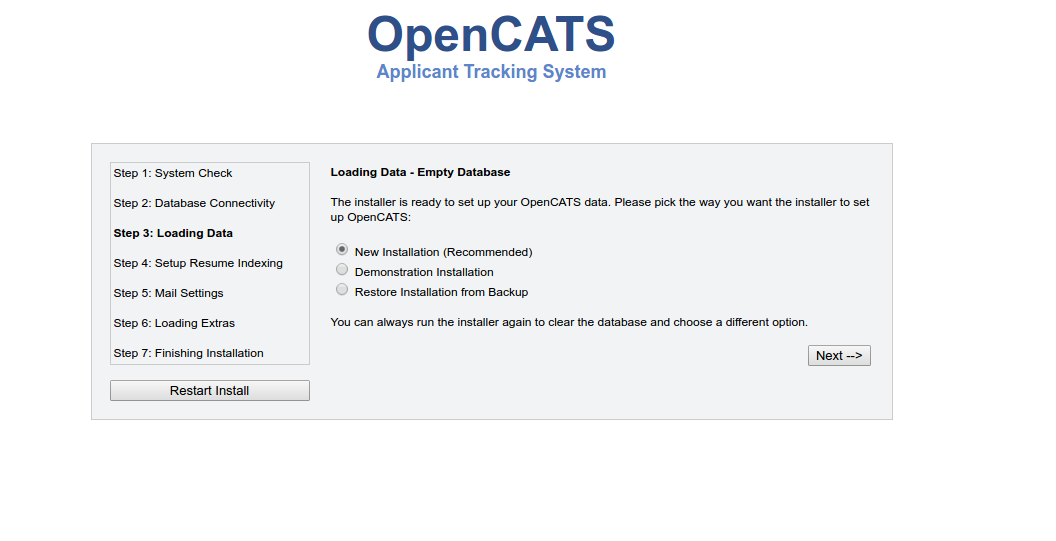 OpenCATS
Applicant Tracking System
Step 1: System Check
Step 2: Database Connectivity
Step 3: Loading Data
Step 4: Setup Resume Indexing
Step 5: Mail Settings
Step 6: Loading Extras
Step 7: Finishing Installation
Restart Install
Loading Data - Empty Database
The installer is ready to set up your OpenCATS data. Please pick the way you want the installer to set
up OpenCATS:
New Installation (Recommended)
Demonstration Installation
Restore Installation from Backup
You can always run the installer again to clear the database and choose a different option.
Next -->